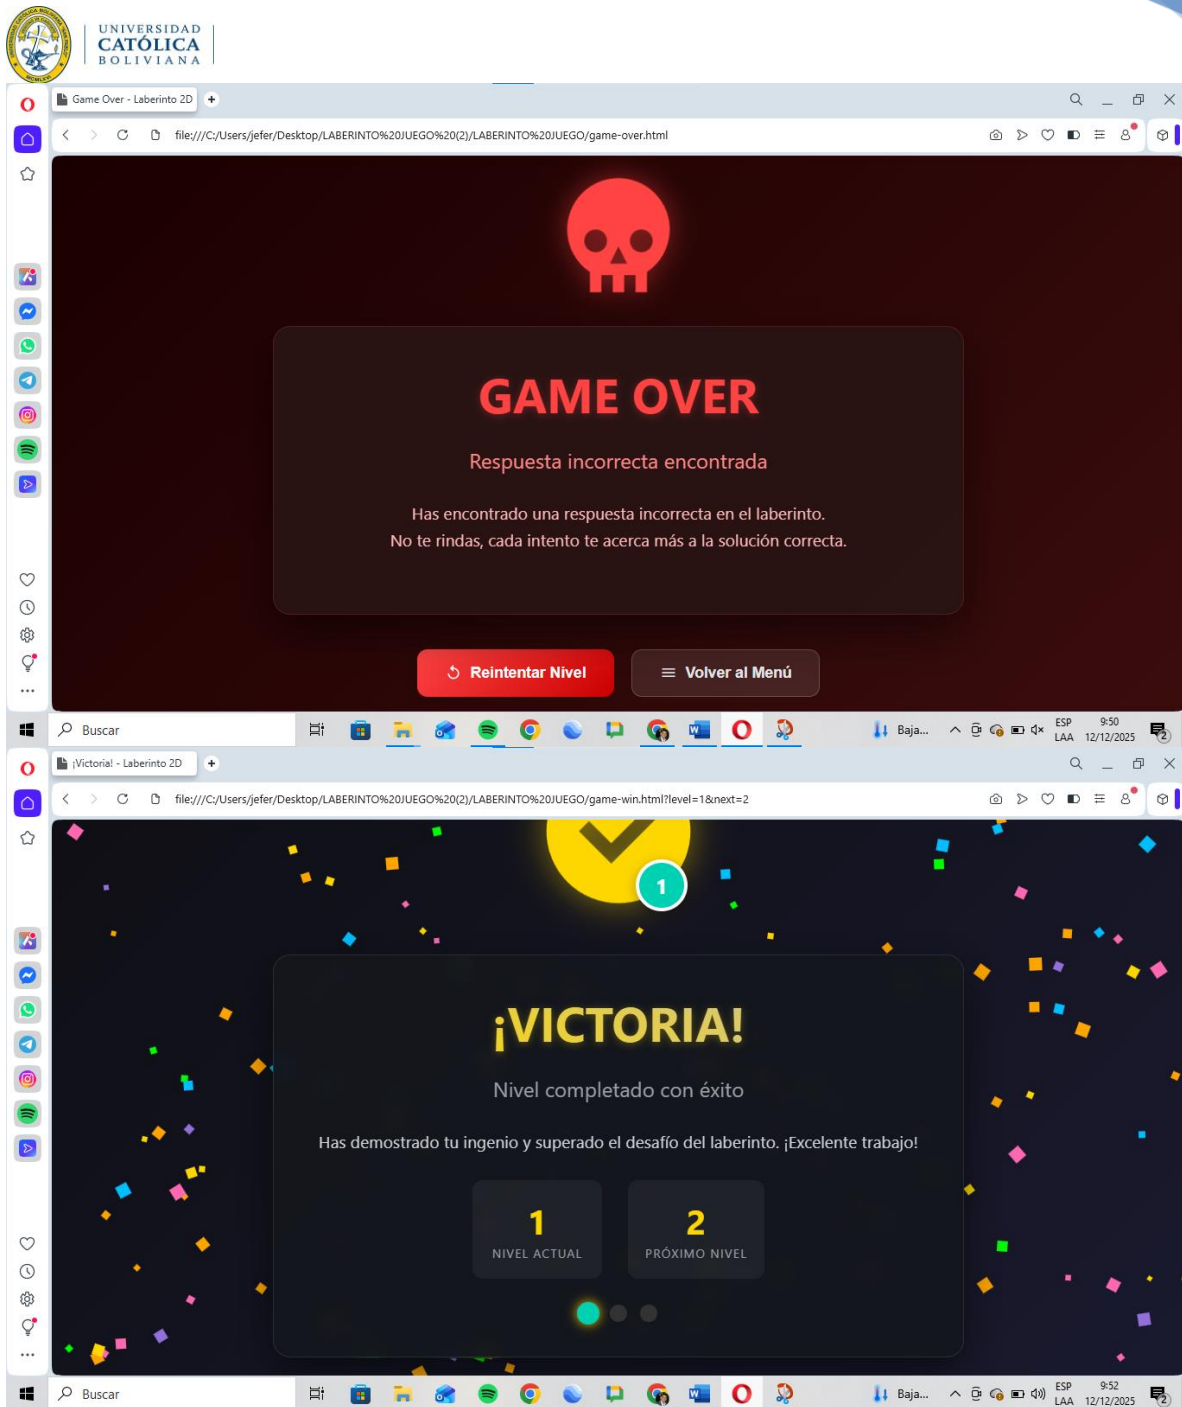 UNIVERSIDAD
CATÓLICA
BOLIVIANA
Game Over - Laberinto 2D
file:///C:/Users/jefer/Desktop/LABERINTO%20JUEGO%20(2)/LABERINTO%20JUEGO/game-over.html
GAME OVER
Respuesta incorrecta encontrada
Has encontrado una respuesta incorrecta en el laberinto.
No te rindas, cada intento te acerca más a la solución correcta.
Reintentar Nivel
Volver al Menú
Buscar
Baja...
ESP
LAA
9:50
12/12/2025
2
¡Victoria! - Laberinto 2D
file:///C:/Users/jefer/Desktop/LABERINTO%20JUEGO%20(2)/LABERINTO%20JUEGO/game-win.html?level=1&next=2
1
¡VICTORIA!
Nivel completado con éxito
Has demostrado tu ingenio y superado el desafío del laberinto. ¡Excelente trabajo!
1
NIVEL ACTUAL
2
PRÓXIMO NIVEL
Buscar
Baja...
ESP
LAA
9:52
12/12/2025
2